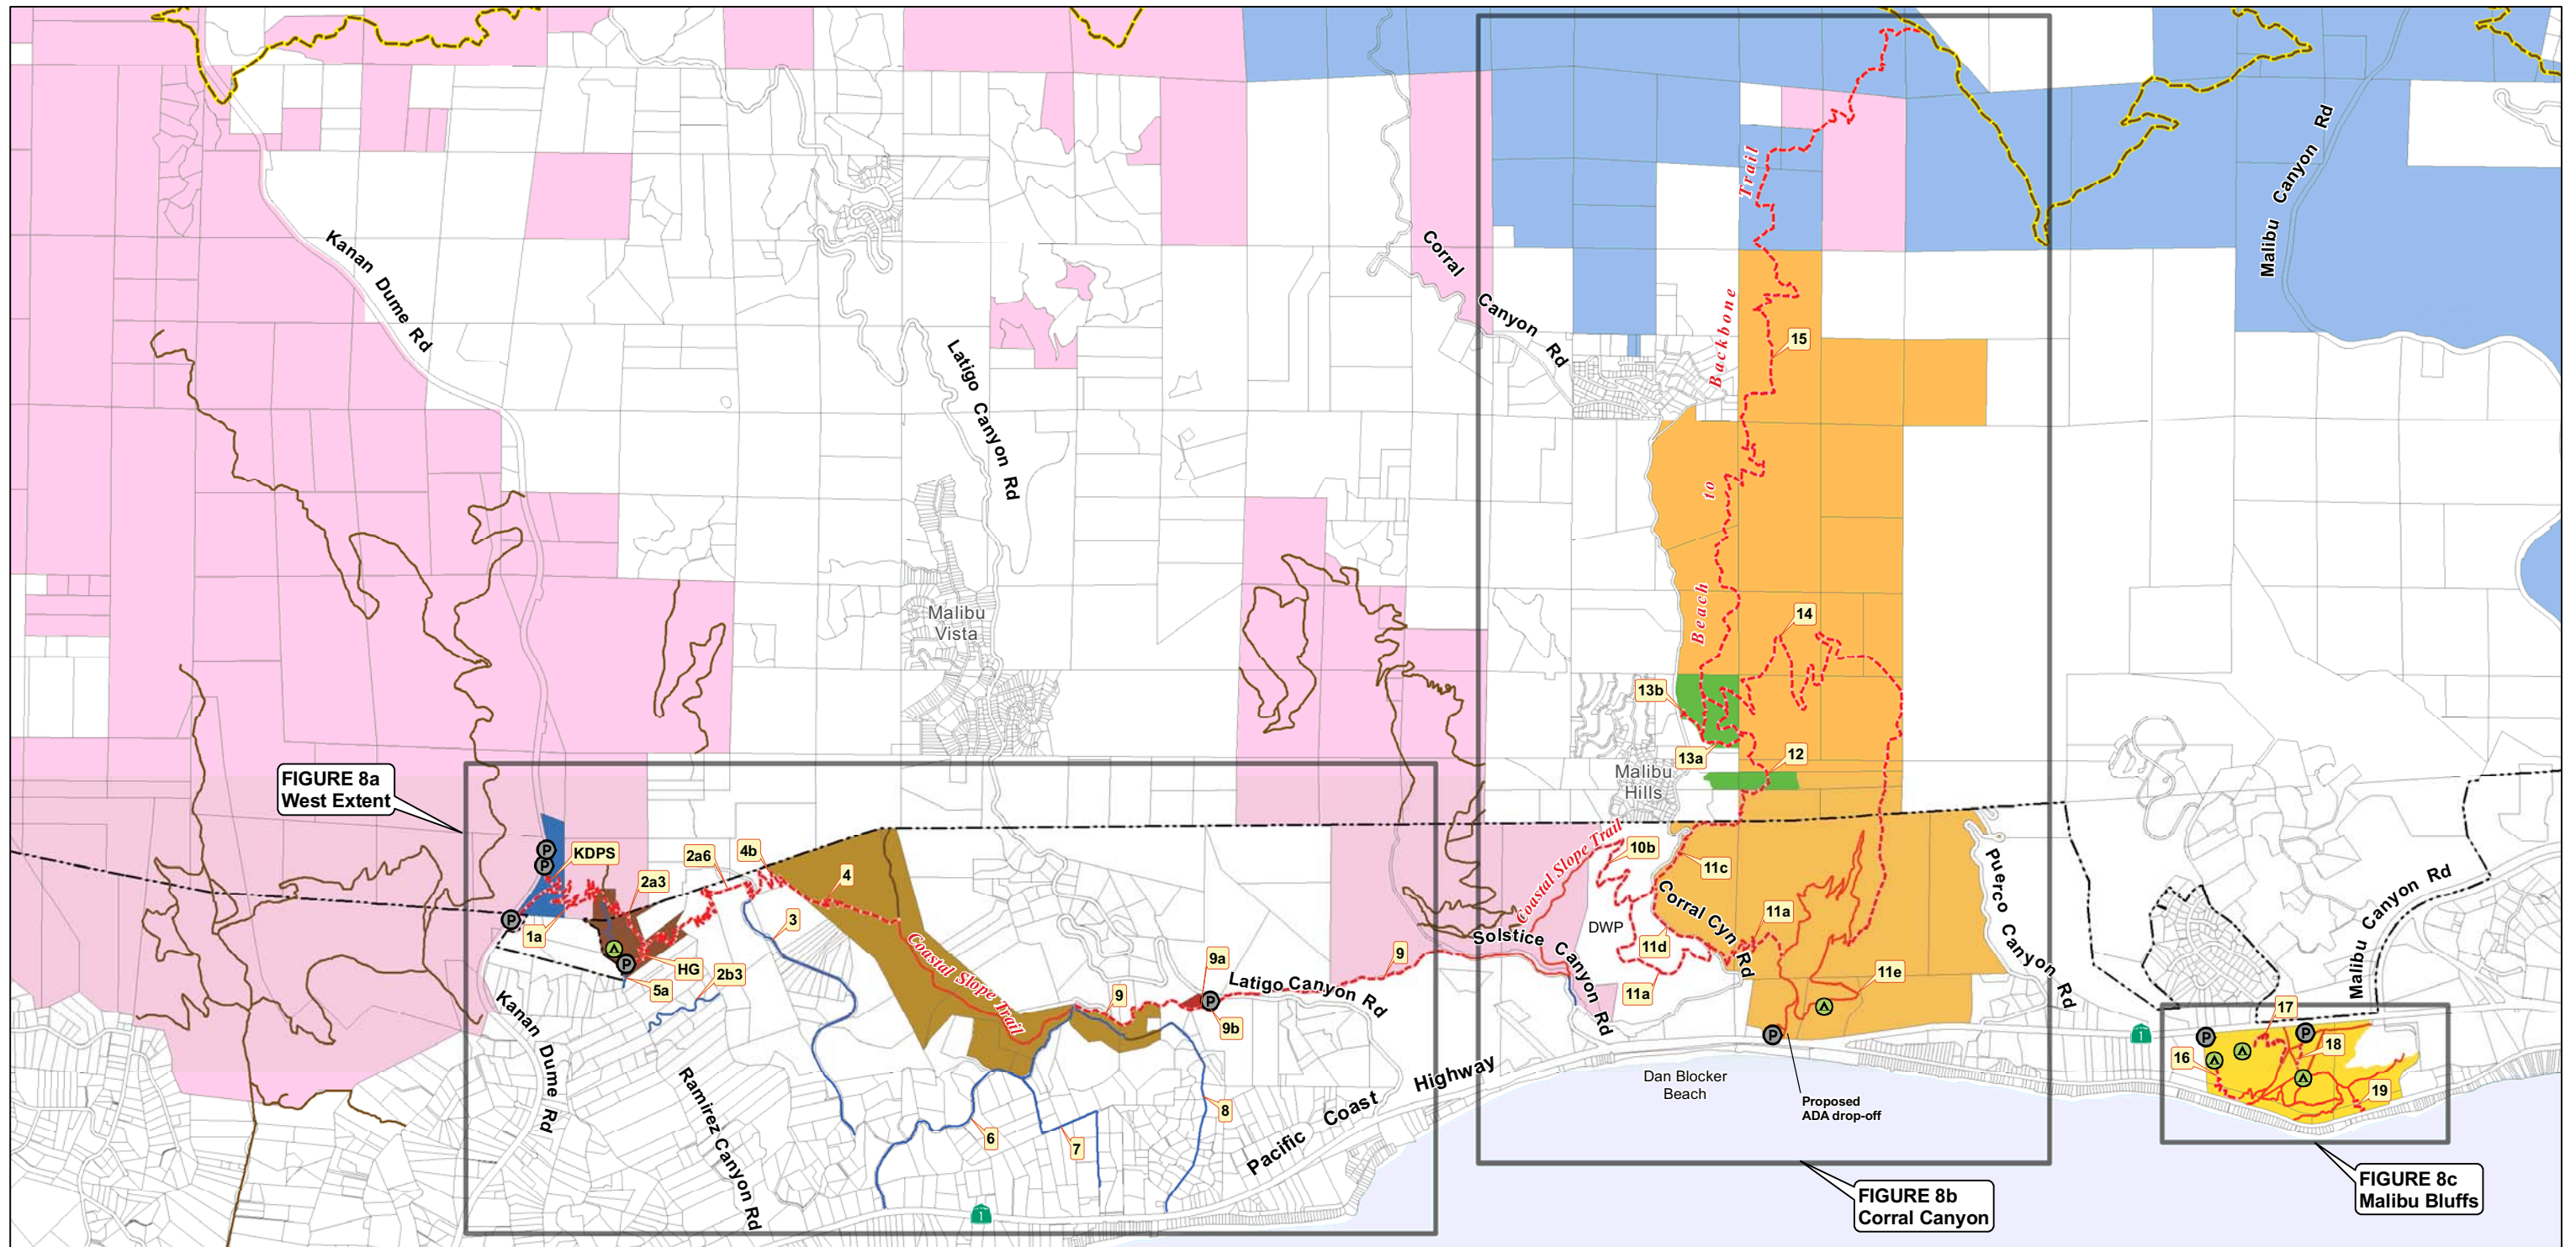 Kanan Dume Rd
Latigo Canyon Rd
Malibu
Vista
Corral Canyon Rd
Beach to Backbone Trail
Malibu Canyon Rd
15
14
13b
13a
12
Malibu
Hills
FIGURE 8a
West Extent
KDPS
2a3
2a6
4b
4
3
1a
HG
5a
2b3
Coastal Slope Trail
9
9a
9b
Latigo Canyon Rd
9
Coastal Slope Trail
Solstice Canyon Rd
10b
11c
DWP
Corral Cyn Rd
11a
11d
11a
11e
Puerco Canyon Rd
Malibu Canyon Rd
P
P
P
P
P
P
P
P
Kanan Dume Rd
Ramirez Canyon Rd
6
7
8
Pacific Coast Highway
1
1
Dan Blocker
Beach
Proposed
ADA drop-off
16
17
18
19
FIGURE 8b
Corral Canyon
FIGURE 8c
Malibu Bluffs